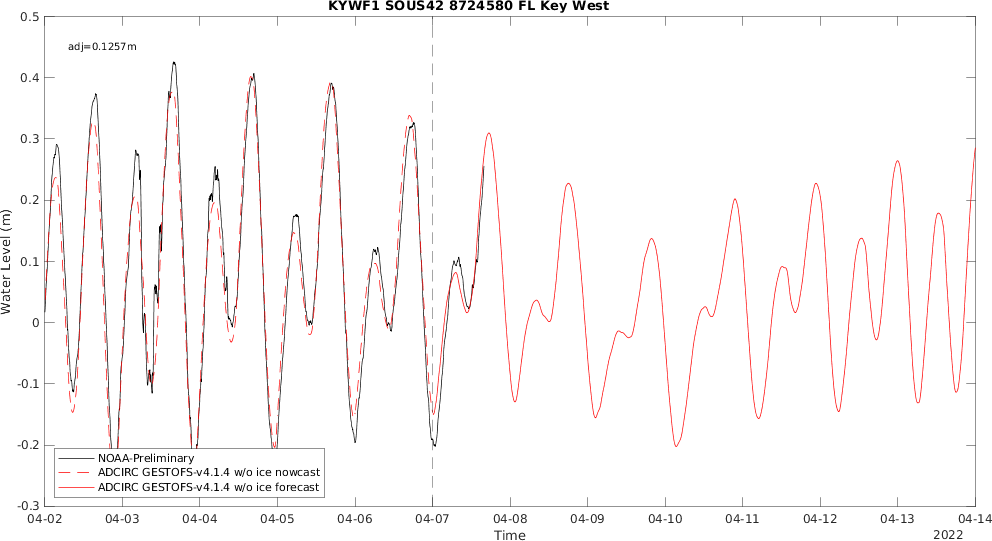 KYWF1 SOUS42 8724580 FL Key West
adj=0.1257m
Water Level (m)
0.5
0.4
0.3
0.2
0.1
0
-0.1
-0.2
-0.3
NOAA-Preliminary
ADCIRC GESTOFS-v4.1.4 w/o ice nowcast
ADCIRC GESTOFS-v4.1.4 w/o ice forecast
04-02 04-03 04-04 04-05 04-06 04-07 04-08 04-09 04-10 04-11 04-12 04-13 04-14
Time
2022